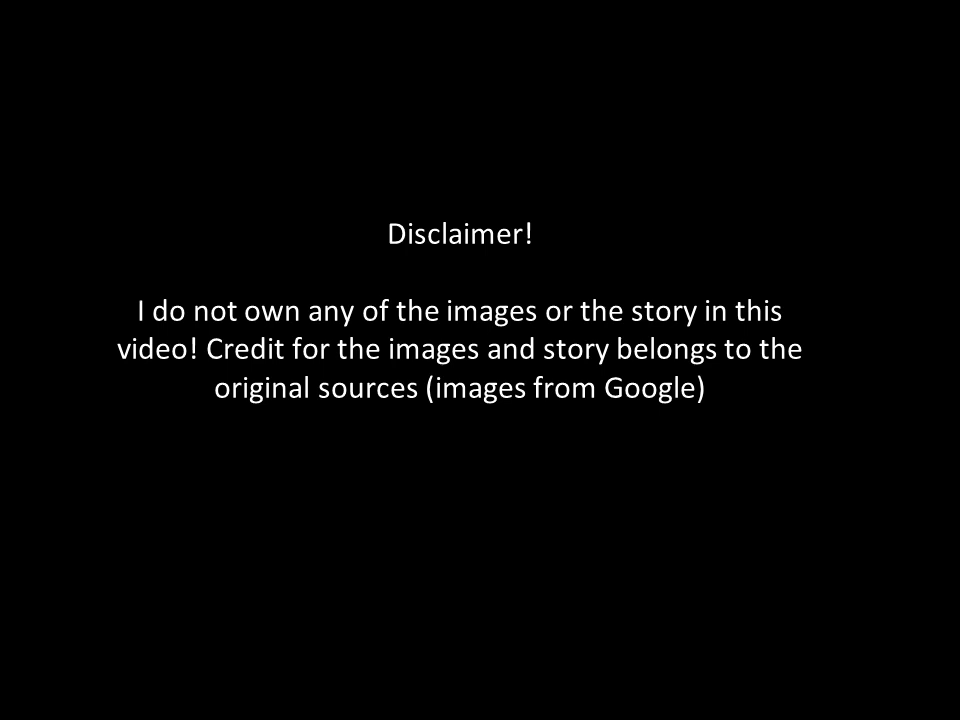 Disclaimer!
I do not own any of the images or the story in this
video! Credit for the images and story belongs to the
original sources (images from Google)